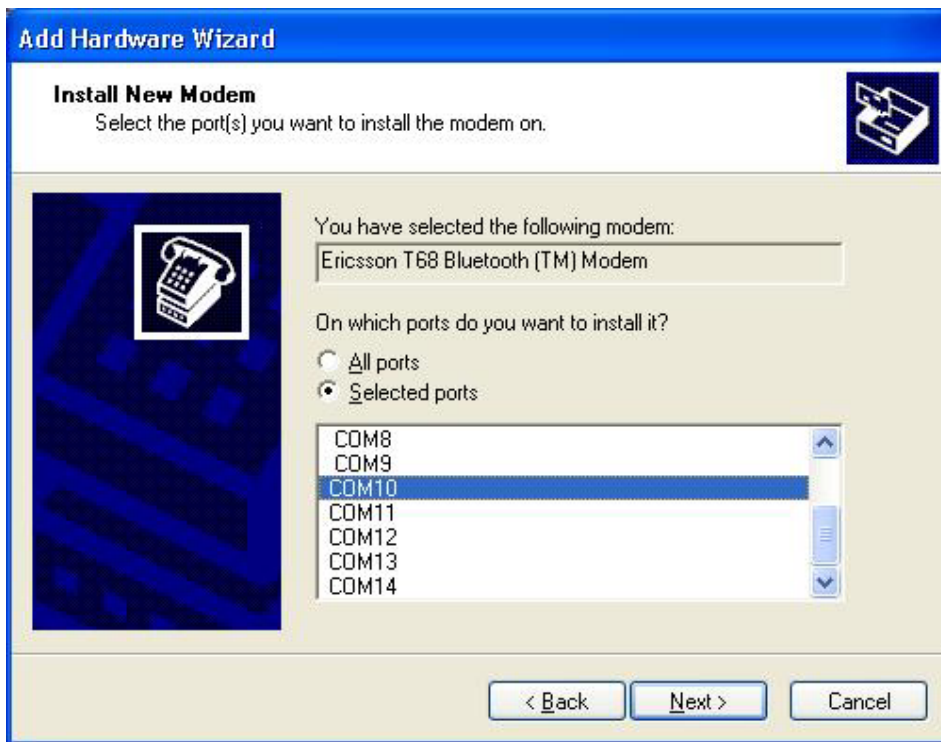 Add Hardware Wizard
Install New Modem
Select the port(s) you want to install the modem on.
You have selected the following modem:
Ericsson T68 Bluetooth (TM) Modem
On which ports do you want to install it?
All ports
Selected ports
COM8
COM9
COM10
COM11
COM12
COM13
COM14
< Back Next > Cancel